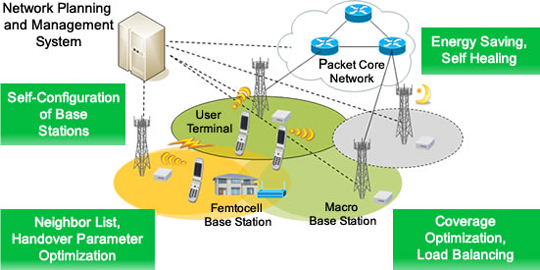 Network Planning
and Management
System
Packet Core
Network
Energy Saving,
Self Healing
Self-Configuration
of Base
Stations
User
Terminal
Femtocell
Base Station
Macro
Base Station
Neighbor List,
Handover Parameter
Optimization
Coverage
Optimization,
Load Balancing